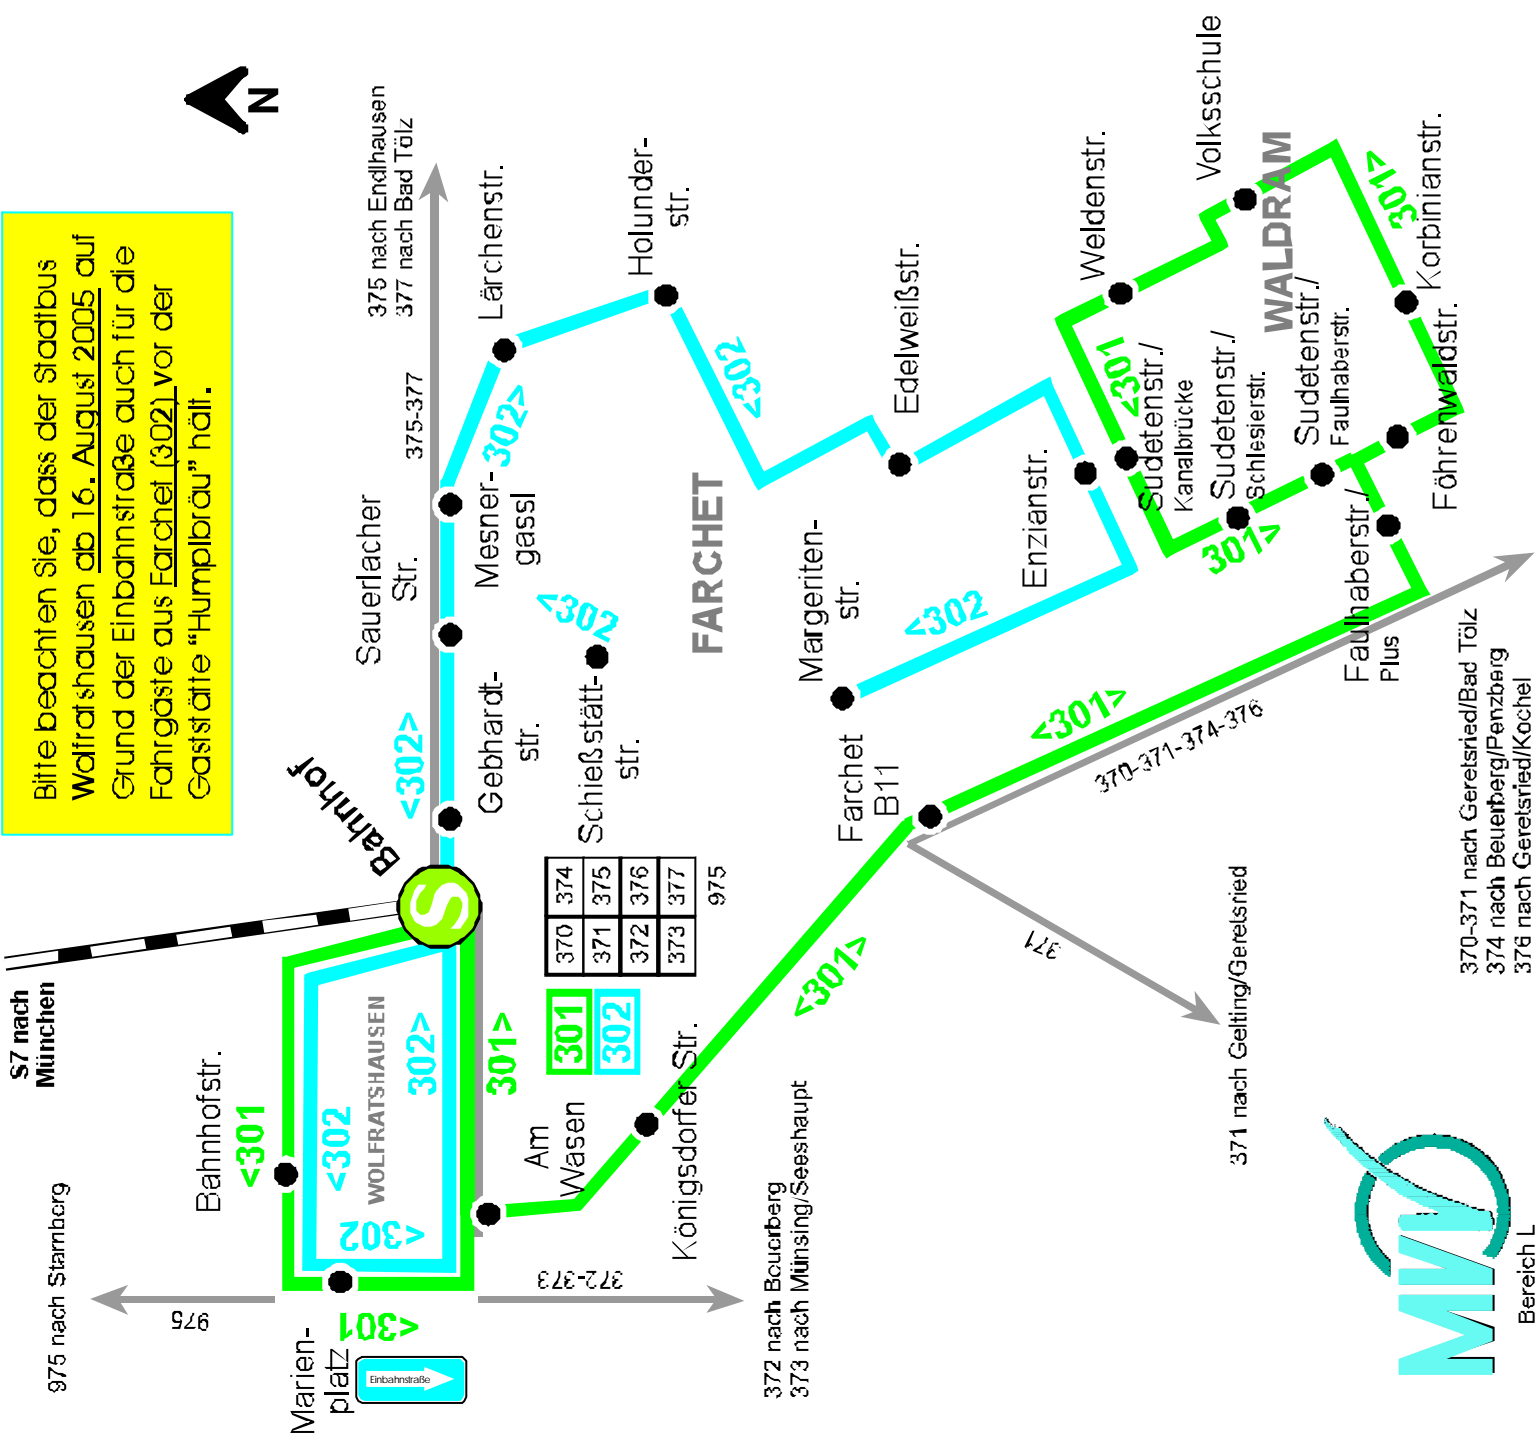 Bitte beachten Sie, dass der Stadtbus
Wolfratshausen ab 16. August 2005 auf
Grund der Einbahnstraße auch für die
Fahrgäste aus Farchet (302) vor der
Gaststätte “Humplbräu” hält.
N
S7 nach
München
Bahnhof
S
375 nach Endlhausen
377 nach Bad Tölz
375-377
975 nach Starnberg
975
Bahnhofstr.
<301
<302
WOLFRATSHAUSEN
302>
301>
<302
<301
Marien-
platz
Einbahnstraße
<302>
Gebhardt-
str.
Sauerlacher
Str.
Mesner-
gassl
302>
Lärchenstr.
Holunder-
str.
<302
Schießstätt-
str.
<302
FARCHET
Edelweißstr.
Enzianstr.
<302
Margeriten-
str.
301
302
370 374
371 375
372 376
373 377
975
Am
Wasen
Königsdorfer Str.
372-373
372 nach Beuerberg
373 nach Münsing/Seeshaupt
<301>
Farchet
B11
<301>
370-371-374-376
371
371 nach Gelting/Geretsried
370-371 nach Geretsried/Bad Tölz
374 nach Beuerberg/Penzberg
376 nach Geretsried/Kochel
Weldenstr.
Volksschule
WALDRAM
<301
Sudetenstr./
Kanalbrücke
Sudetenstr./
Schlesierstr.
301>
Sudetenstr./
Faulhaberstr.
301>
Korbinianstr.
Föhrenwaldstr.
Faulhaberstr./
Plus
MVV
Bereich L